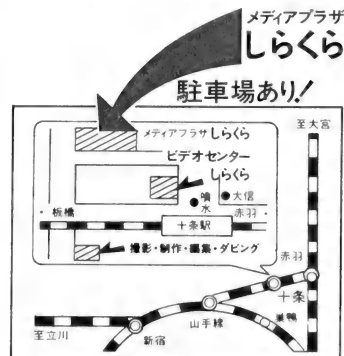 メディアプラザ
しらくら
駐車場あり!
至大宮
メディアプラザ しらくら
ビデオセンター
しらくら
噴水
大信
板橋
赤羽
十条駅
撮影・制作・編集・ダビング
赤羽
十条
巣鴨
山手線
新宿
至立川